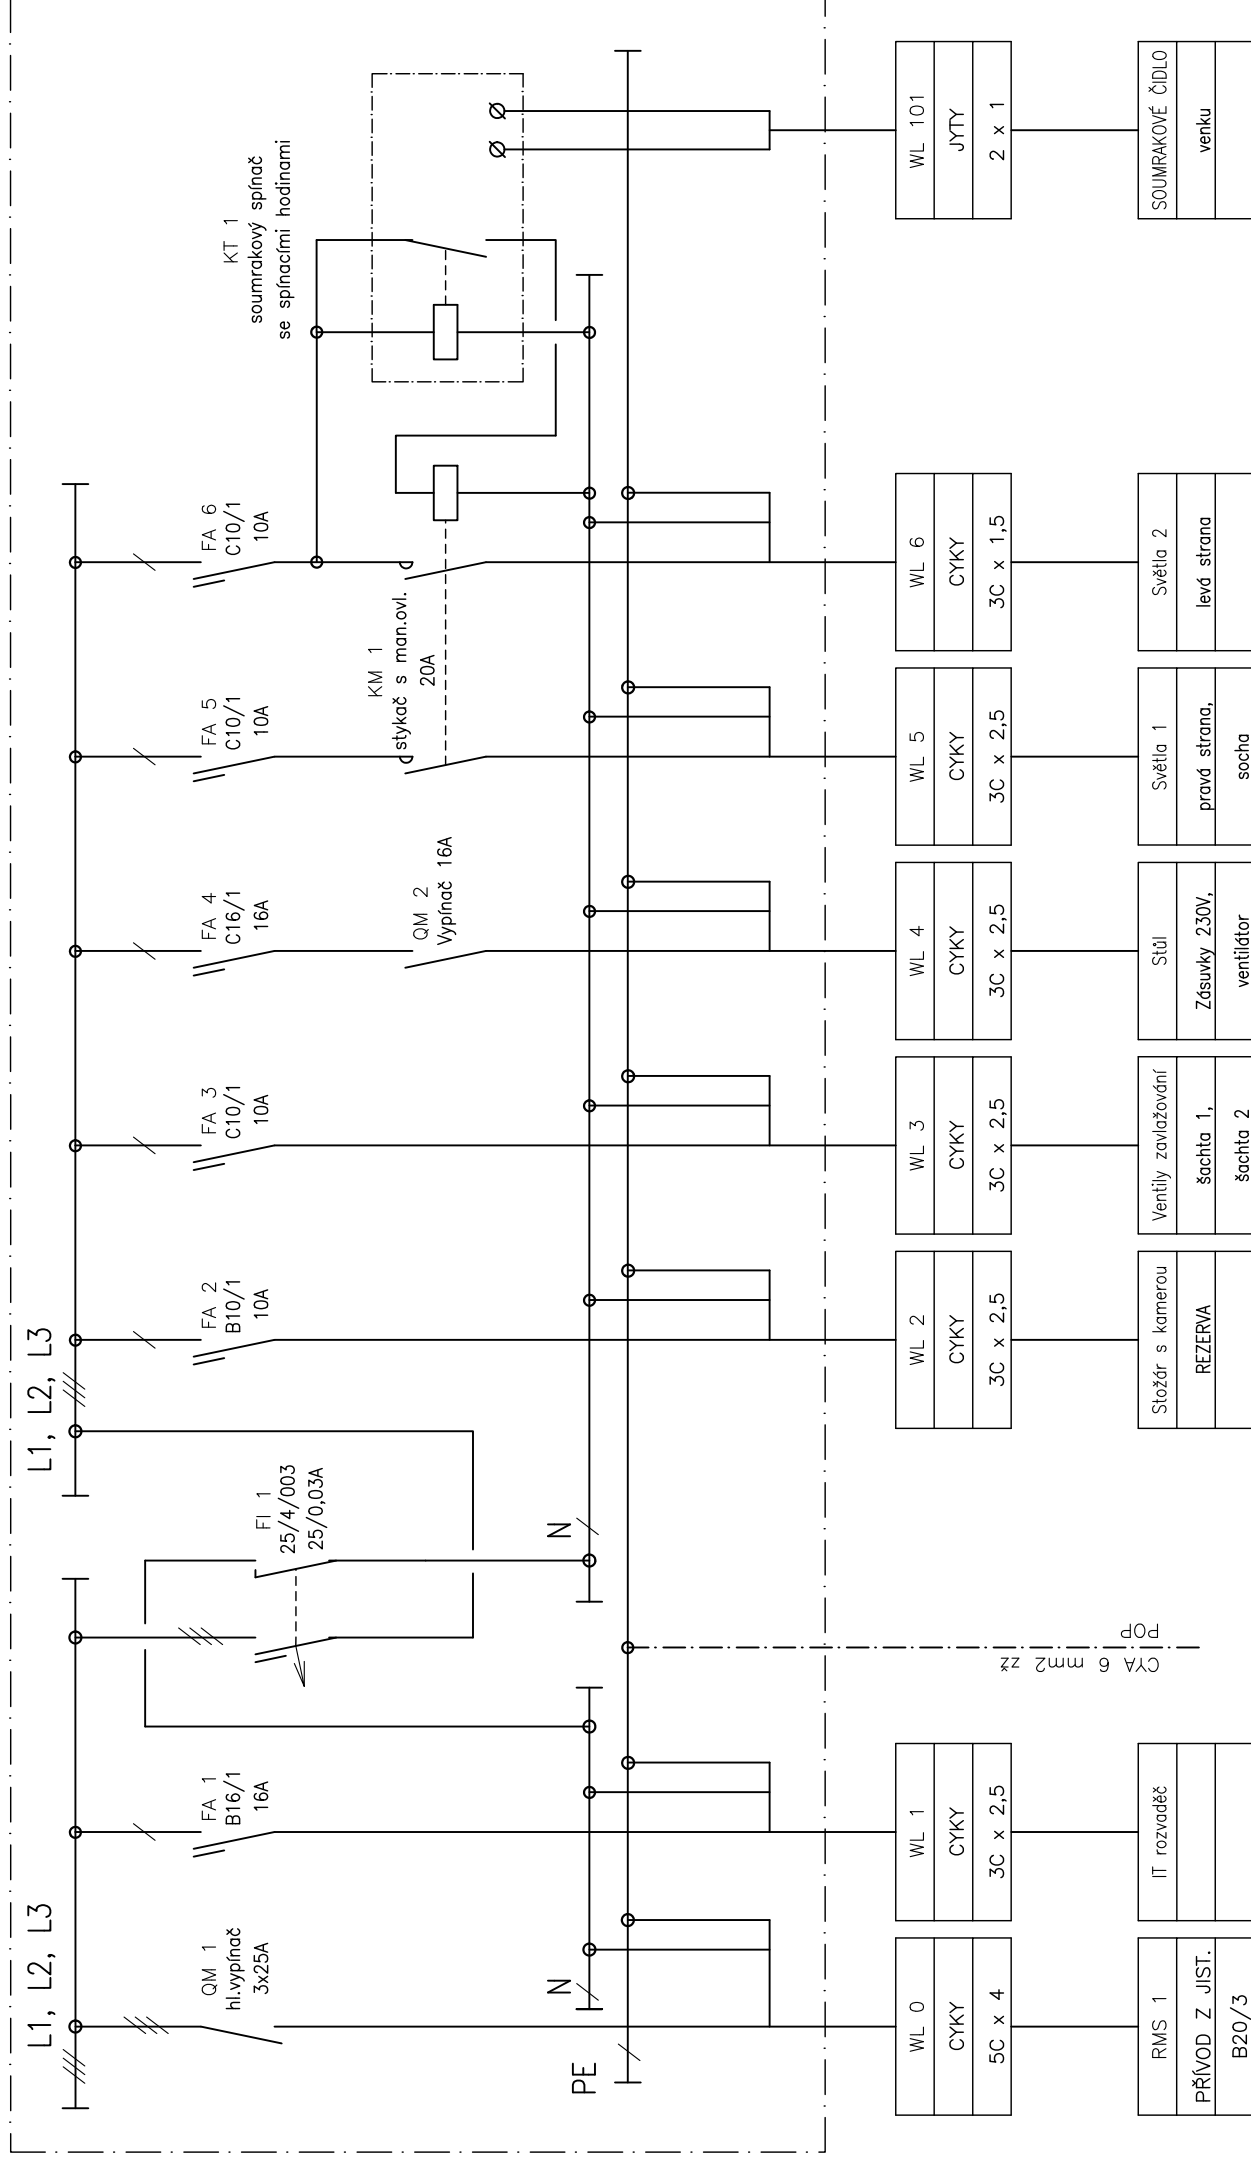 L1, L2, L3
QM 1
hl.vypínač
3x25A
FA 1
B16/1
16A
FI 1
25/4/003
25/0,03A
L1, L2, L3
FA 2
B10/1
10A
FA 3
C10/1
10A
FA 4
C16/1
16A
QM 2
Vypínač 16A
FA 5
C10/1
10A
KM 1
stykač s man.ovl.
20A
FA 6
C10/1
10A
KT 1
soumrakový spínač
se spínacími hodinami
N
N
PE
CYA 6 mm2 zž
POP
WL 0
CYKY
5C x 4
WL 1
CYKY
3C x 2,5
WL 2
CYKY
3C x 2,5
WL 3
CYKY
3C x 2,5
WL 4
CYKY
3C x 2,5
WL 5
CYKY
3C x 2,5
WL 6
CYKY
3C x 1,5
WL 101
JYTY
2 x 1
RMS 1
PŘÍVOD Z JIST.
B20/3
IT rozvaděč
Stožár s kamerou
REZERVA
Ventily zavlažování
šachta 1,
šachta 2
Stůl
Zásuvky 230V,
ventilátor
Světla 1
pravá strana,
socha
Světla 2
levá strana
SOUMRAKOVÉ ČIDLO
venku